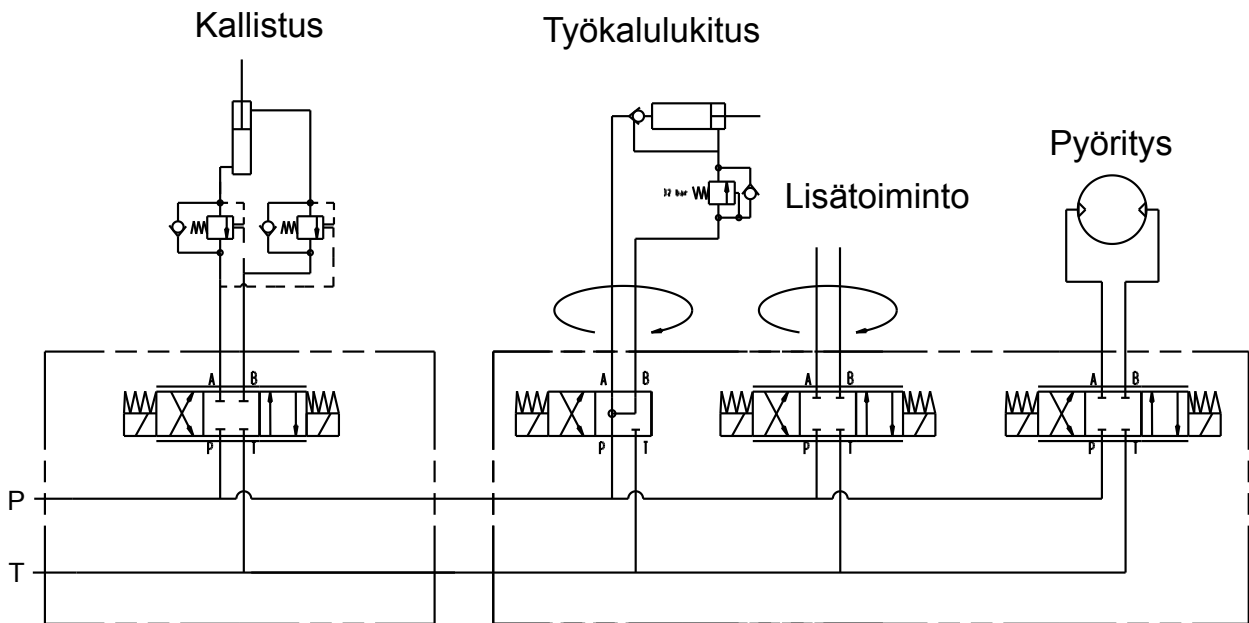 Kallistus
Työkalulukitus
Pyöritys
Lisätoiminto
A B
A B
A B
A B
P T
P T
P T
P T
P
T